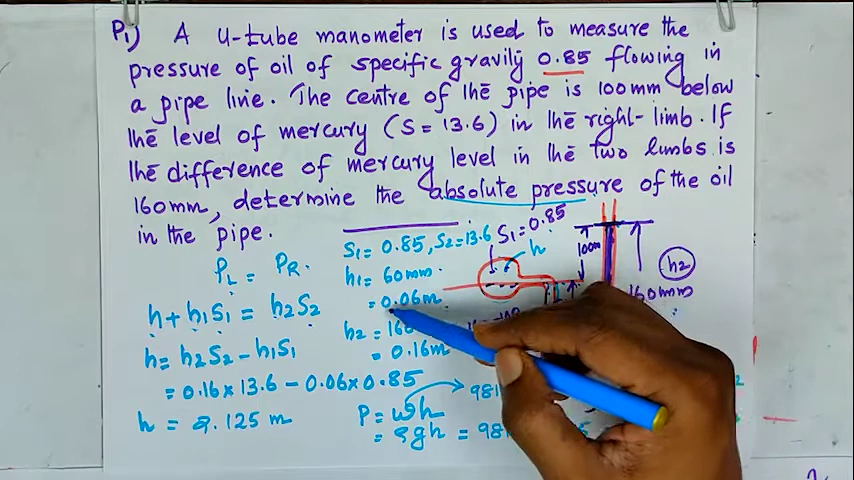 P1) A U-tube manometer is used to measure the
pressure of oil of specific gravity 0.85 flowing in
a pipe line. The centre of the pipe is 100mm below
the level of mercury (S = 13.6) in the right-limb. If
the difference of mercury level in the two limbs is
160mm, determine the absolute pressure of the oil
in the pipe.
S1 = 0.85, S2 = 13.6
S1 = 0.85
h
100m
h2
160mm
PL = PR.
h1 = 60mm
= 0.06m
h + h1S1 = h2S2
h2 = 16
= 0.16m
h = h2S2 - h1S1
= 0.16x13.6 - 0.06x0.85
h = 2.125 m
P = wh
981
= ρgh = 981